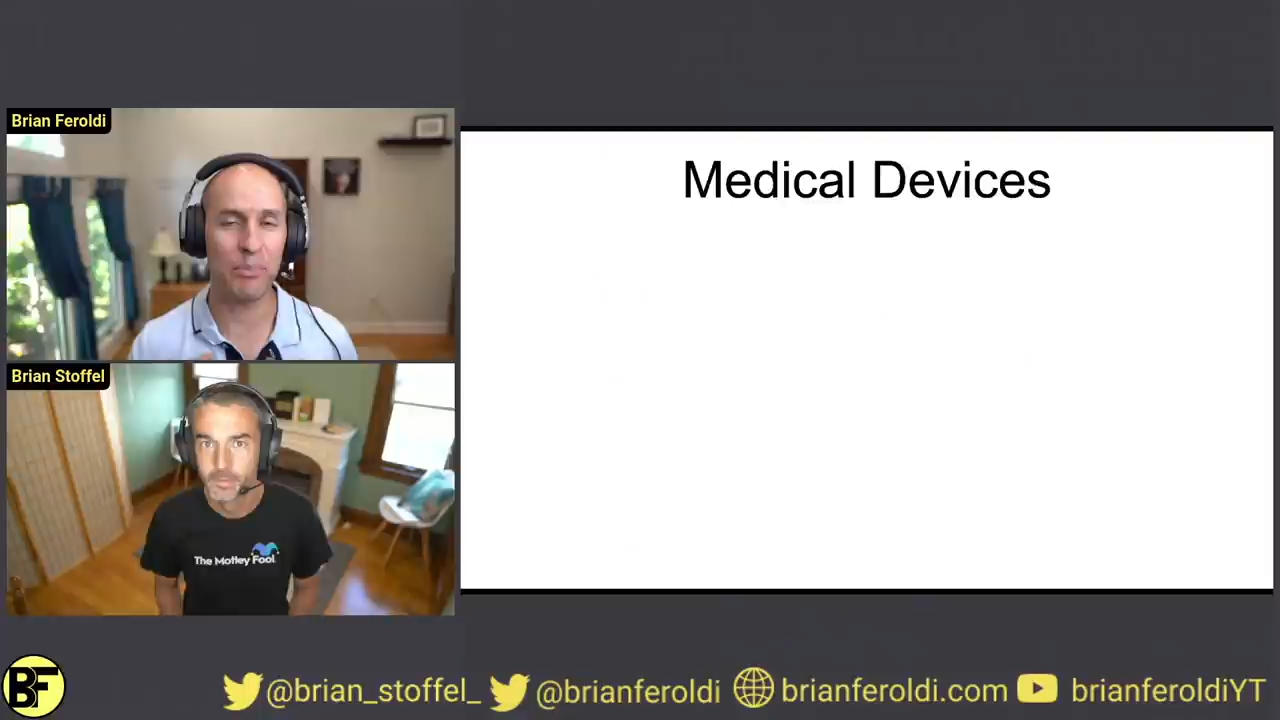 Brian Feroldi
Medical Devices
Brian Stoffel
The Motley Fool
BF
@brian_stoffel_
@brianferoldi
brianferoldi.com
brianferoldiYT